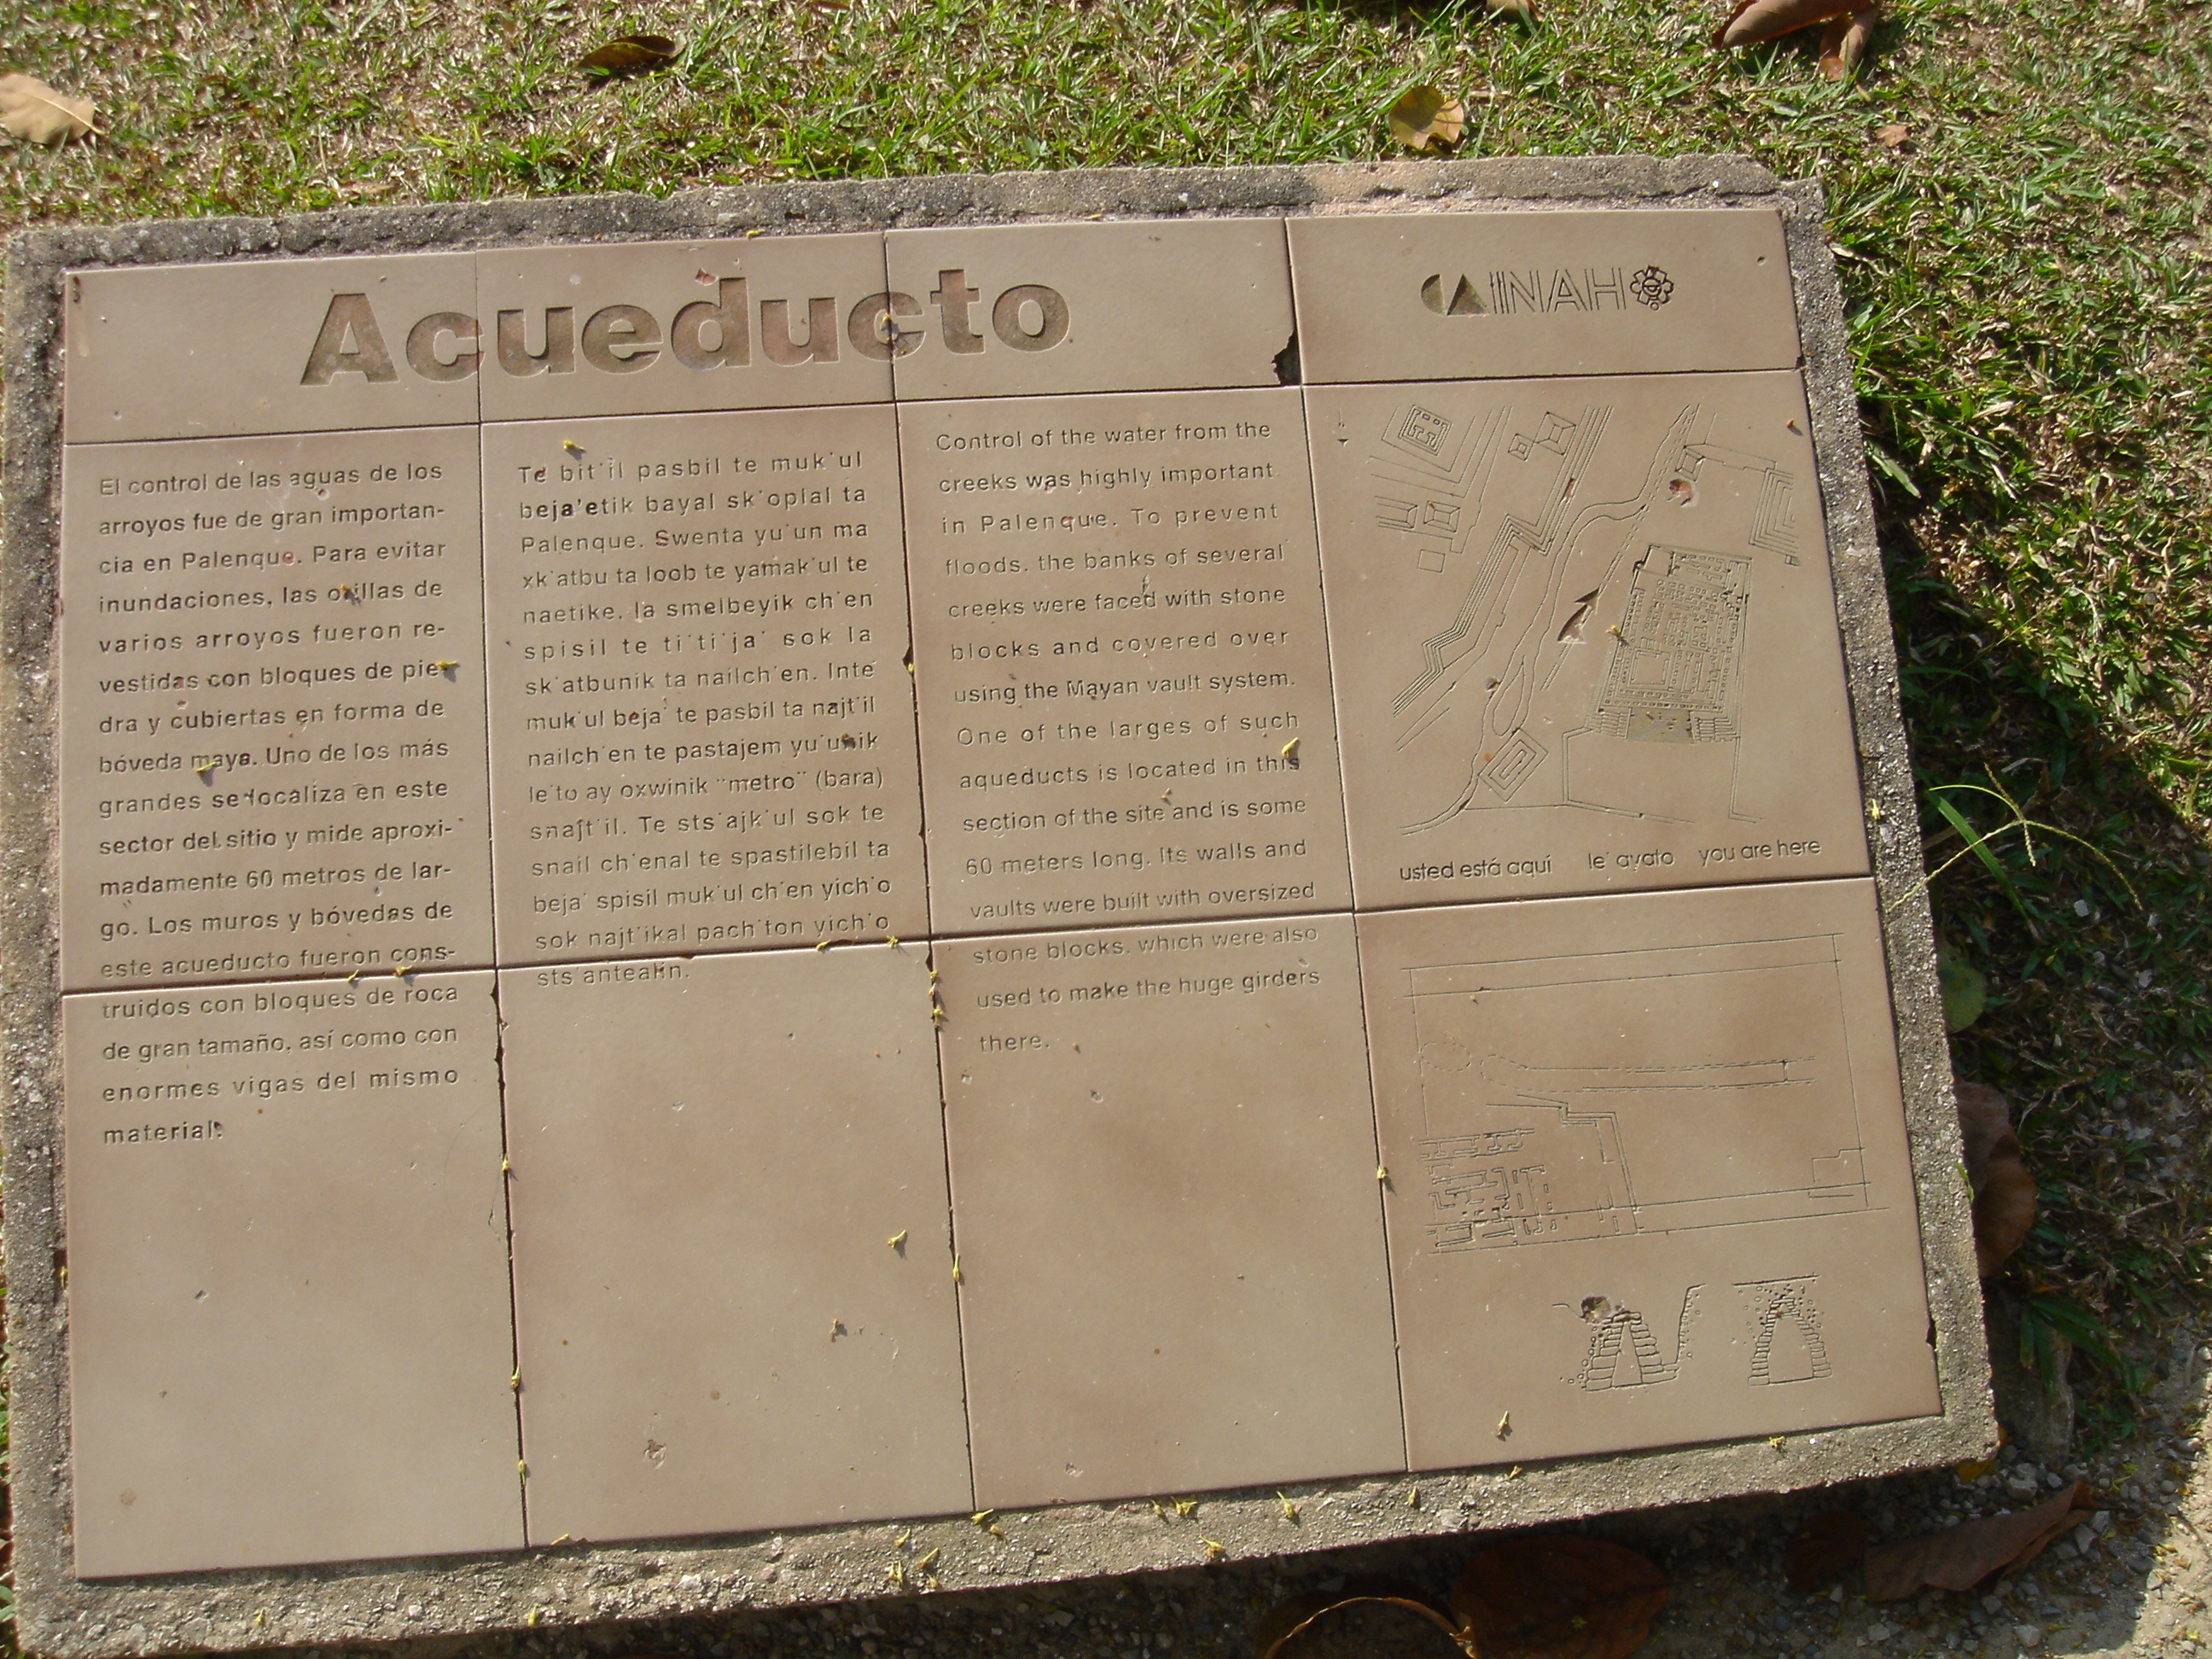 Acueducto
INAH
El control de las aguas de los
arroyos fue de gran importan-
cia en Palenque. Para evitar
inundaciones, las orillas de
varios arroyos fueron re-
vestidas con bloques de pie-
dra y cubiertas en forma de
bóveda maya. Uno de los más
grandes se localiza en este
sector del sitio y mide aproxi-
madamente 60 metros de lar-
go. Los muros y bóvedas de
este acueducto fueron cons-
truidos con bloques de roca
de gran tamaño, así como con
enormes vigas del mismo
material.
Te bit'il pasbil te muk'ul
beja'etik bayal sk'oplal ta
Palenque. Swenta yu'un ma
xk'atbu ta loob te yamak'ul te
naetike, la smelbeyik ch'en
spisil te ti'ti'ja' sok la
sk'atbunik ta nailch'en. Inte
muk'ul beja' te pasbil ta najt'il
nailch'en te pastajem yu'unik
le'to ay oxwinik "metro" (bara)
snajt'il. Te sts'ajk'ul sok te
snail ch'enal te spastilebil ta
beja' spisil muk'ul ch'en yich'o
sok najt'ikal pach'ton yich'o
sts anteakn.
Control of the water from the
creeks was highly important
in Palenque. To prevent
floods, the banks of several
creeks were faced with stone
blocks and covered over
using the Mayan vault system.
One of the larges of such
aqueducts is located in this
section of the site and is some
60 meters long. Its walls and
vaults were built with oversized
stone blocks, which were also
used to make the huge girders
there.
usted está aquí le' ayato you are here